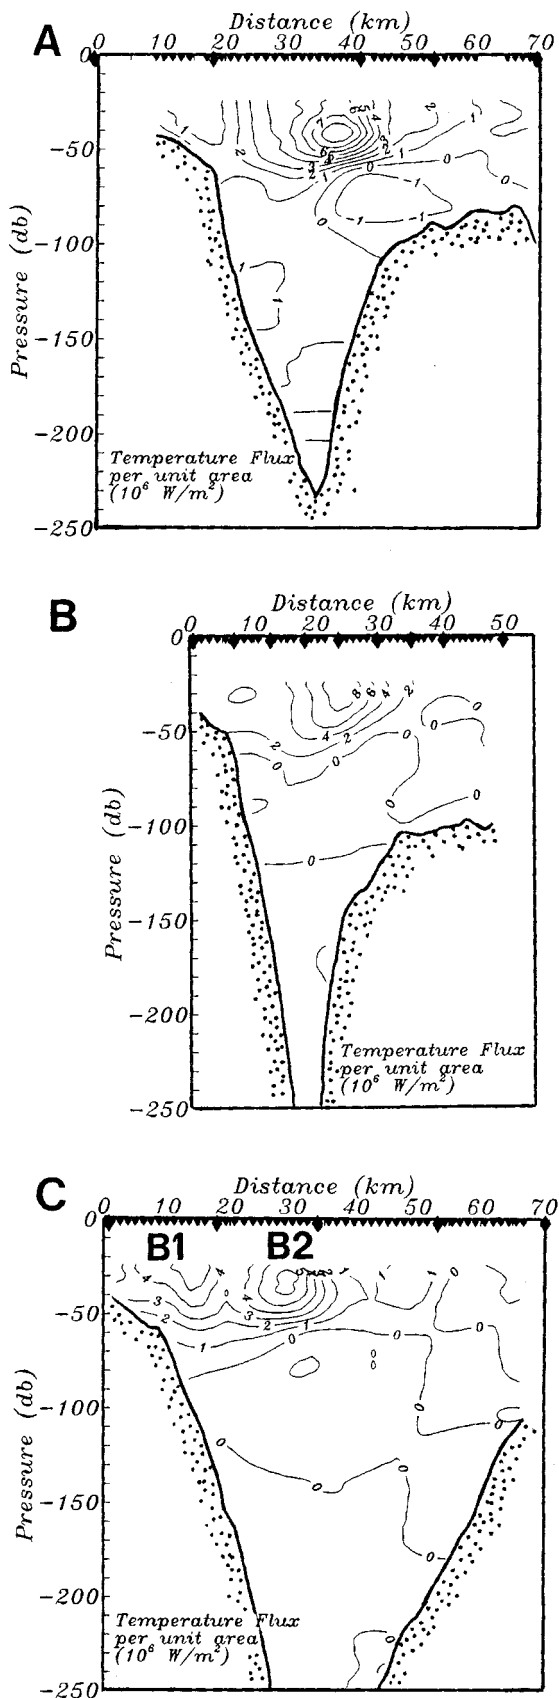 A
Distance (km)
0 10 20 30 40 50 60 70
0
-50
-100
-150
-200
-250
Pressure (db)
Temperature Flux
per unit area
(10⁶ W/m²)
B
Distance (km)
0 10 20 30 40 50
0
-50
-100
-150
-200
-250
Pressure (db)
Temperature Flux
per unit area
(10⁶ W/m²)
C
Distance (km)
0 10 20 30 40 50 60 70
0
B1 B2
-50
-100
-150
-200
-250
Pressure (db)
Temperature Flux
per unit area
(10⁶ W/m²)